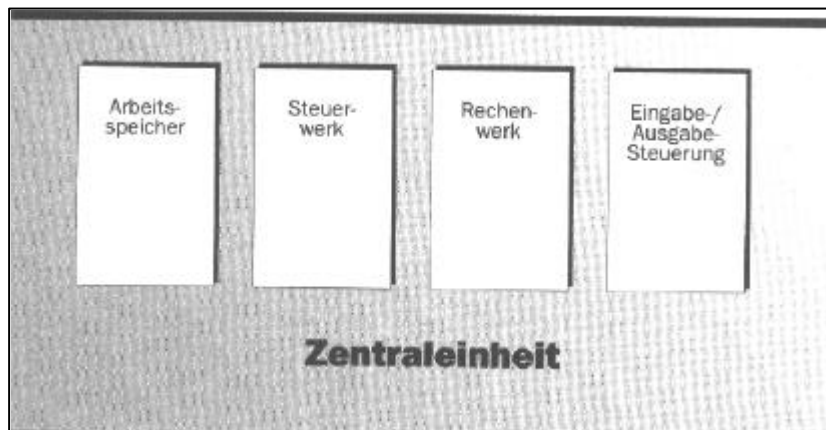 Arbeits-
speicher
Steuer-
werk
Rechen-
werk
Eingabe-/
Ausgabe-
Steuerung
Zentraleinheit